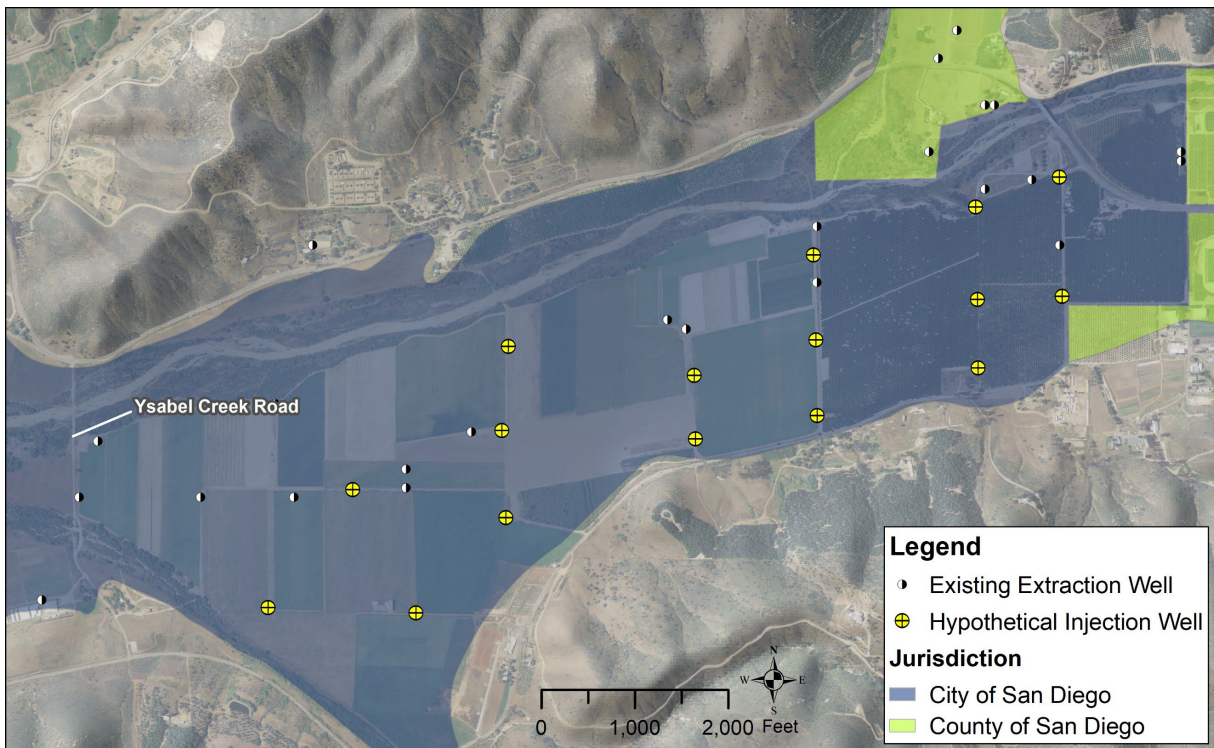 Ysabel Creek Road
Legend
Existing Extraction Well
Hypothetical Injection Well
Jurisdiction
City of San Diego
County of San Diego
N
W E
S
0 1,000 2,000 Feet